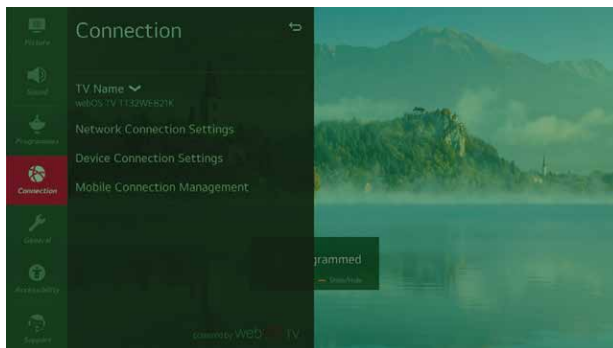 Picture
Connection
Sound
TV Name
webOS TV 1132WEB21K
Programmes
Network Connection Settings
Device Connection Settings
Connection
Mobile Connection Management
General
grammed
Accessibility
Support
powered by webOS TV